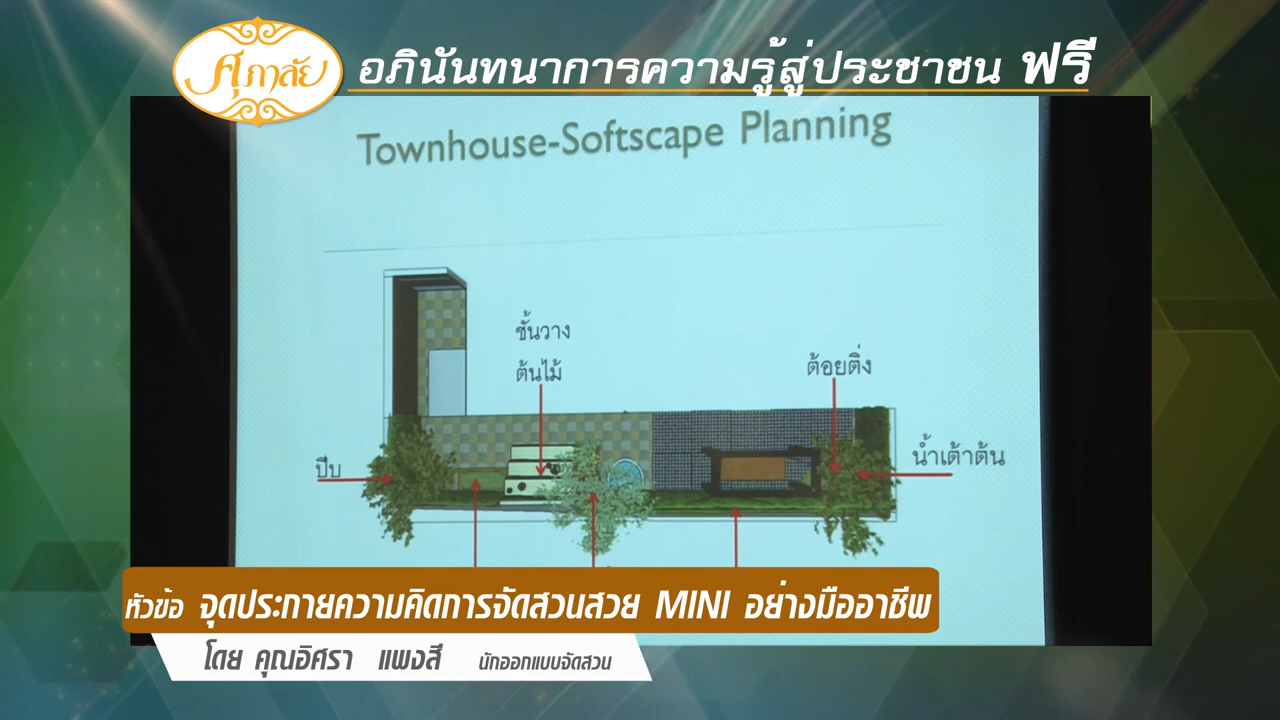 ศุภาลัย
อภินันทนาการความรู้สู่ประชาชน ฟรี
Townhouse-Softscape Planning
ชั้นวาง
ต้นไม้
ต้อยติ่ง
ปีบ
น้ำเต้าต้น
หัวข้อ จุดประกายความคิดการจัดสวนสวย MINI อย่างมืออาชีพ
โดย คุณอิศรา แพงสี นักออกแบบจัดสวน